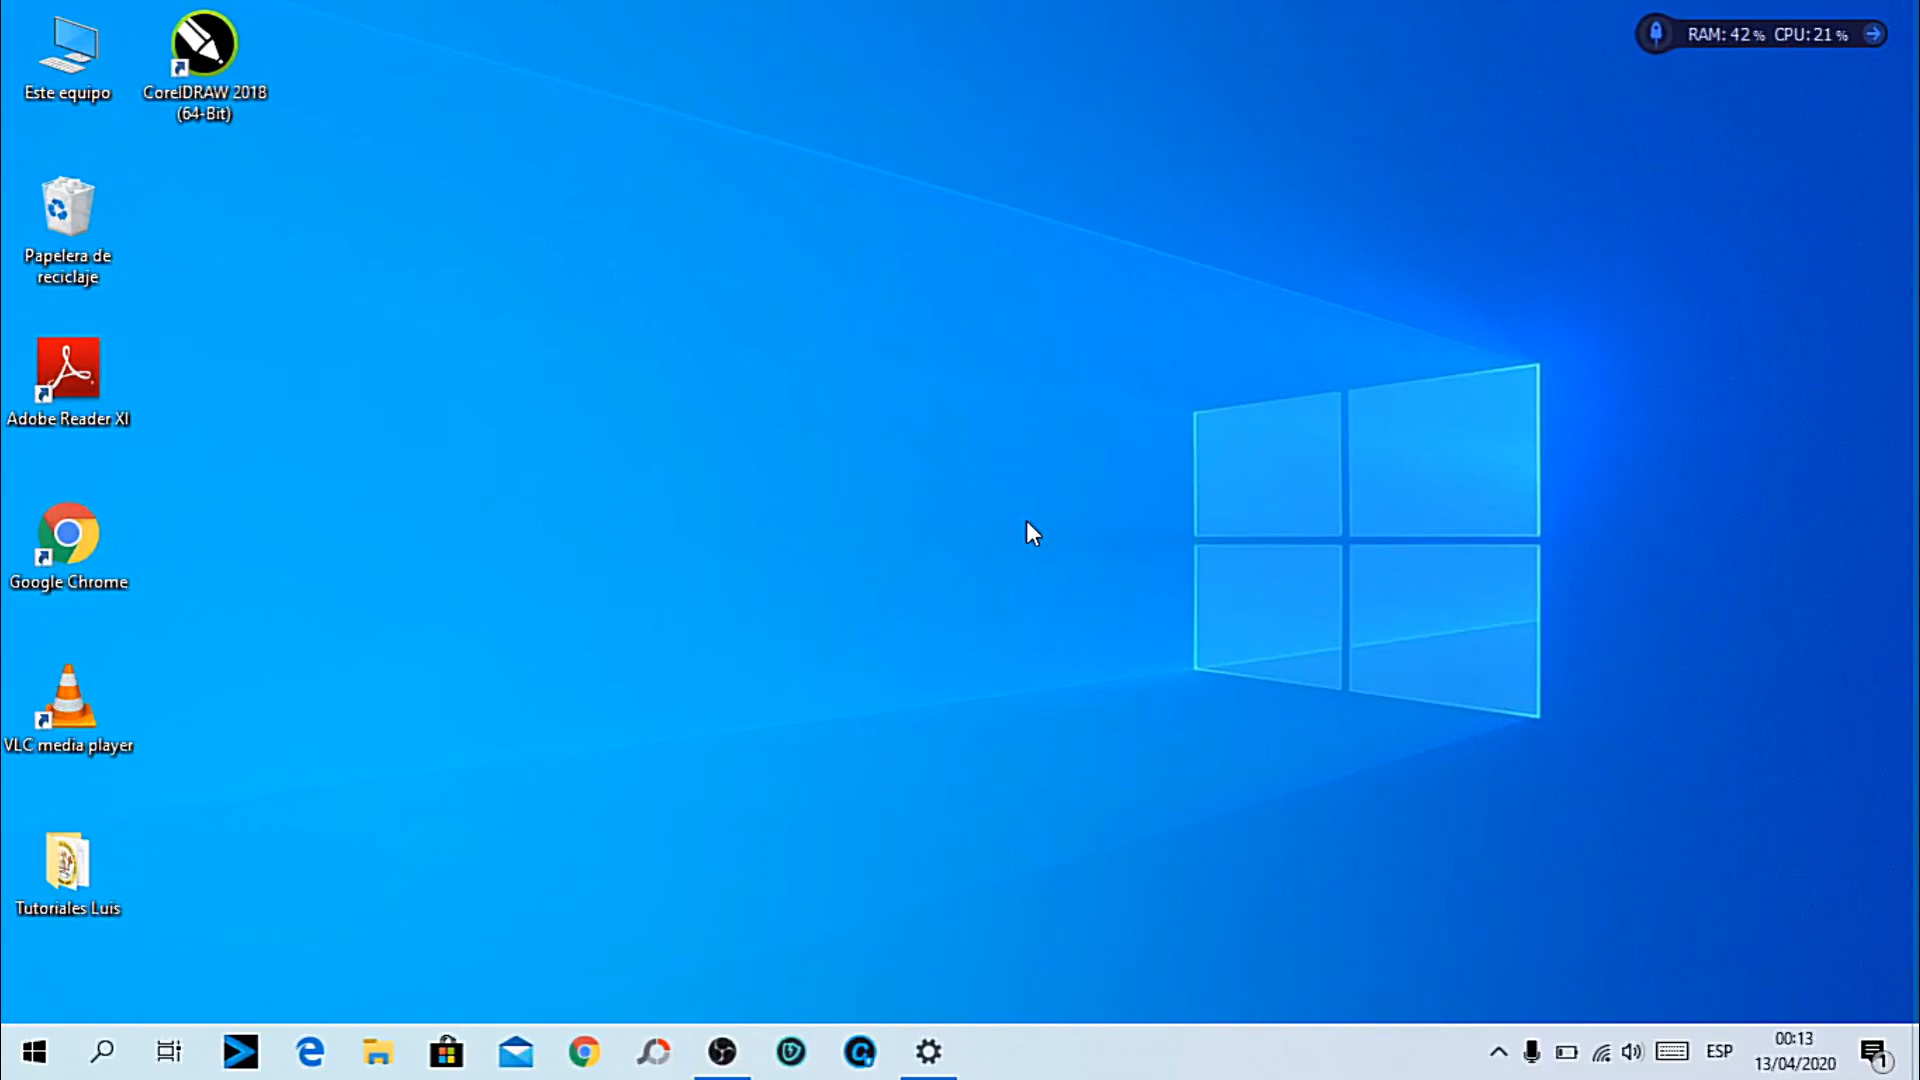 Este equipo
CorelDRAW 2018
(64-Bit)
RAM: 42 % CPU: 21 %
Papelera de
reciclaje
Adobe Reader XI
Google Chrome
VLC media player
Tutoriales Luis
ESP
00:13
13/04/2020
1